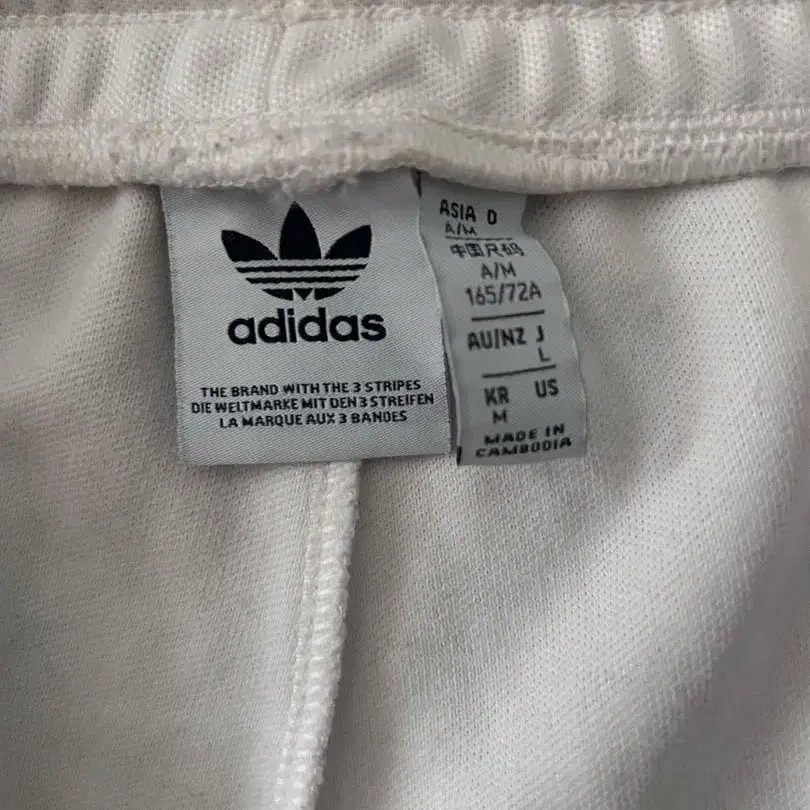 adidas
THE BRAND WITH THE 3 STRIPES
DIE WELTMARKE MIT DEN 3 STREIFEN
LA MARQUE AUX 3 BANDES
ASIA D
A/M
中国尺码
A/M
165/72A
AU/NZ J
L
KR US
M
MADE IN
CAMBODIA